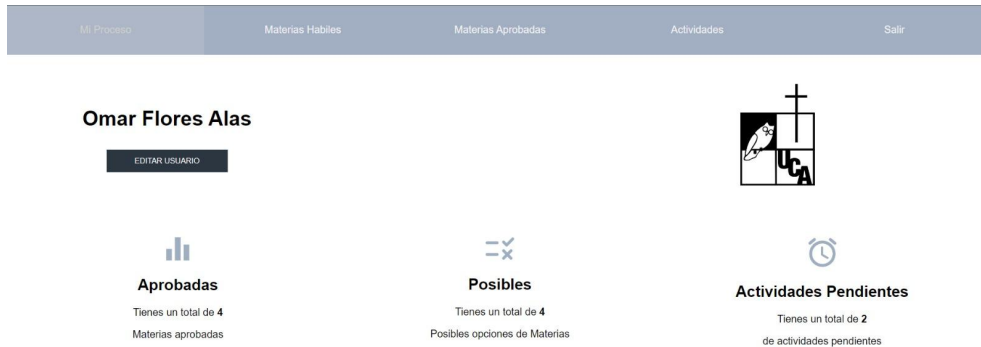 Mi Proceso
Materias Habiles
Materias Aprobadas
Actividades
Salir
Omar Flores Alas
EDITAR USUARIO
UCA
Aprobadas
Tienes un total de 4
Materias aprobadas
Posibles
Tienes un total de 4
Posibles opciones de Materias
Actividades Pendientes
Tienes un total de 2
de actividades pendientes